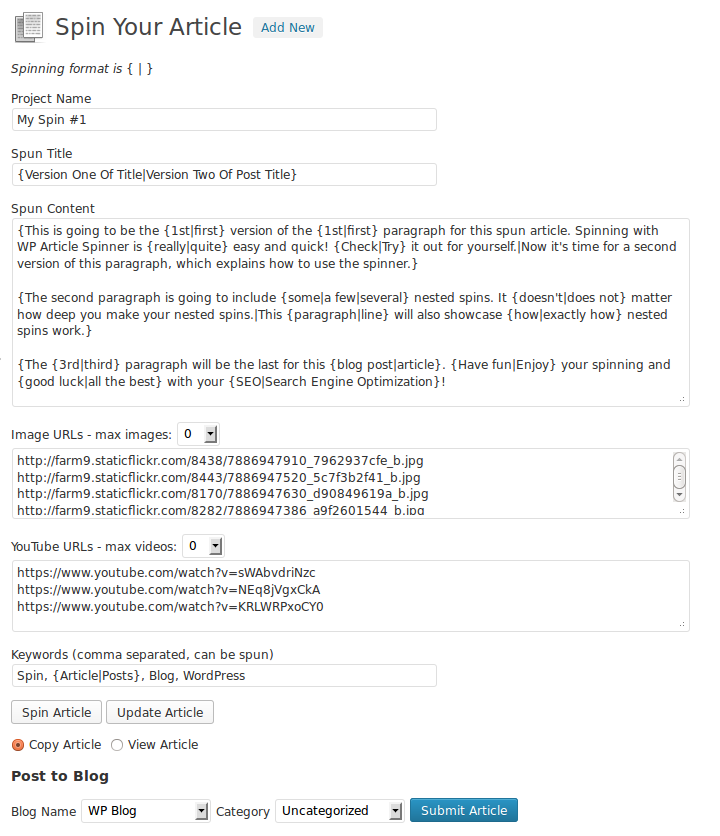 Spin Your Article Add New
Spinning format is { | }
Project Name
My Spin #1
Spun Title
{Version One Of Title|Version Two Of Post Title}
Spun Content
{This is going to be the {1st|first} version of the {1st|first} paragraph for this spun article. Spinning with
WP Article Spinner is {really|quite} easy and quick! {Check|Try} it out for yourself.|Now it's time for a second
version of this paragraph, which explains how to use the spinner.}
{The second paragraph is going to include {some|a few|several} nested spins. It {doesn't|does not} matter
how deep you make your nested spins.|This {paragraph|line} will also showcase {how|exactly how} nested
spins work.}
{The {3rd|third} paragraph will be the last for this {blog post|article}. {Have fun|Enjoy} your spinning and
{good luck|all the best} with your {SEO|Search Engine Optimization}!
Image URLs - max images: 0
http://farm9.staticflickr.com/8438/7886947910_7962937cfe_b.jpg
http://farm9.staticflickr.com/8443/7886947520_5c7f3b2f41_b.jpg
http://farm9.staticflickr.com/8170/7886947630_d90849619a_b.jpg
http://farm9.staticflickr.com/8282/7886947386_a9f2601544_b.jpg
YouTube URLs - max videos: 0
https://www.youtube.com/watch?v=sWAbvdriNzc
https://www.youtube.com/watch?v=NEq8jVgxCkA
https://www.youtube.com/watch?v=KRLWRPxoCY0
Keywords (comma separated, can be spun)
Spin, {Article|Posts}, Blog, WordPress
Spin Article Update Article
Copy Article View Article
Post to Blog
Blog Name WP Blog Category Uncategorized Submit Article